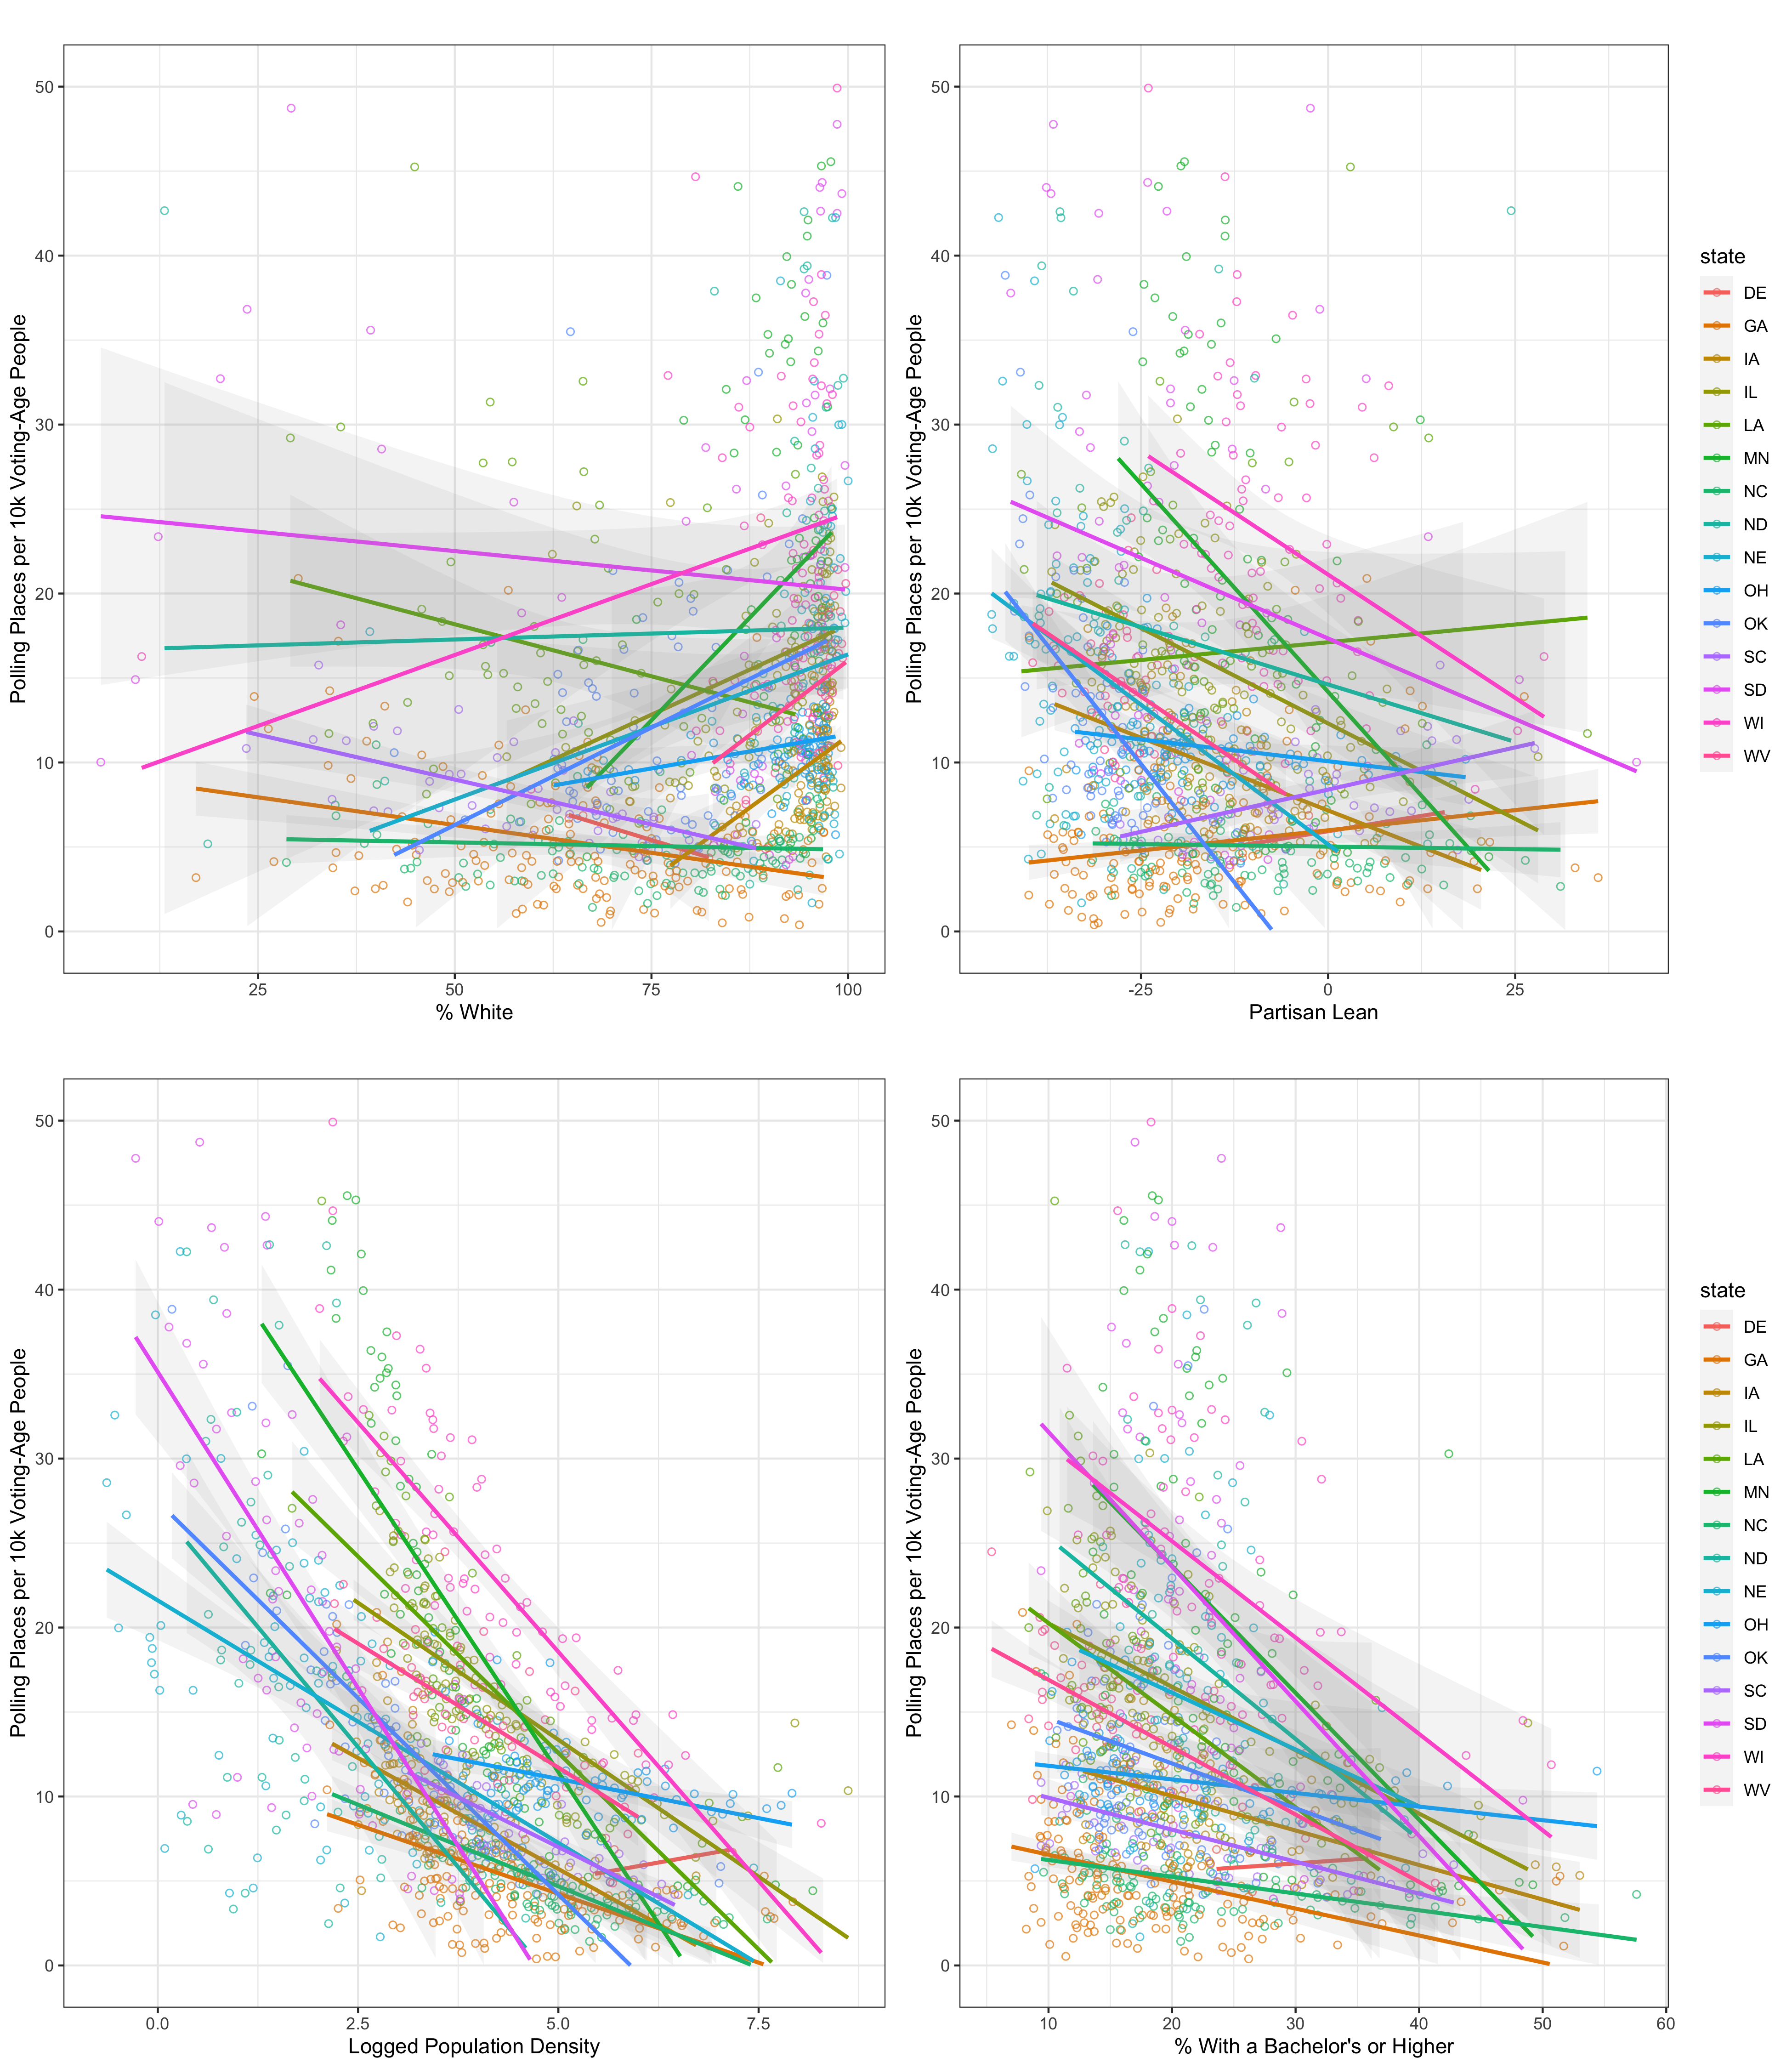 50
40
30
20
10
0
Polling Places per 10k Voting-Age People
25
50
75
100
% White
50
40
30
20
10
0
Polling Places per 10k Voting-Age People
-25
0
25
Partisan Lean
state
DE
GA
IA
IL
LA
MN
NC
ND
NE
OH
OK
SC
SD
WI
WV
50
40
30
20
10
0
Polling Places per 10k Voting-Age People
0.0
2.5
5.0
7.5
Logged Population Density
50
40
30
20
10
0
Polling Places per 10k Voting-Age People
10
20
30
40
50
60
% With a Bachelor's or Higher
state
DE
GA
IA
IL
LA
MN
NC
ND
NE
OH
OK
SC
SD
WI
WV